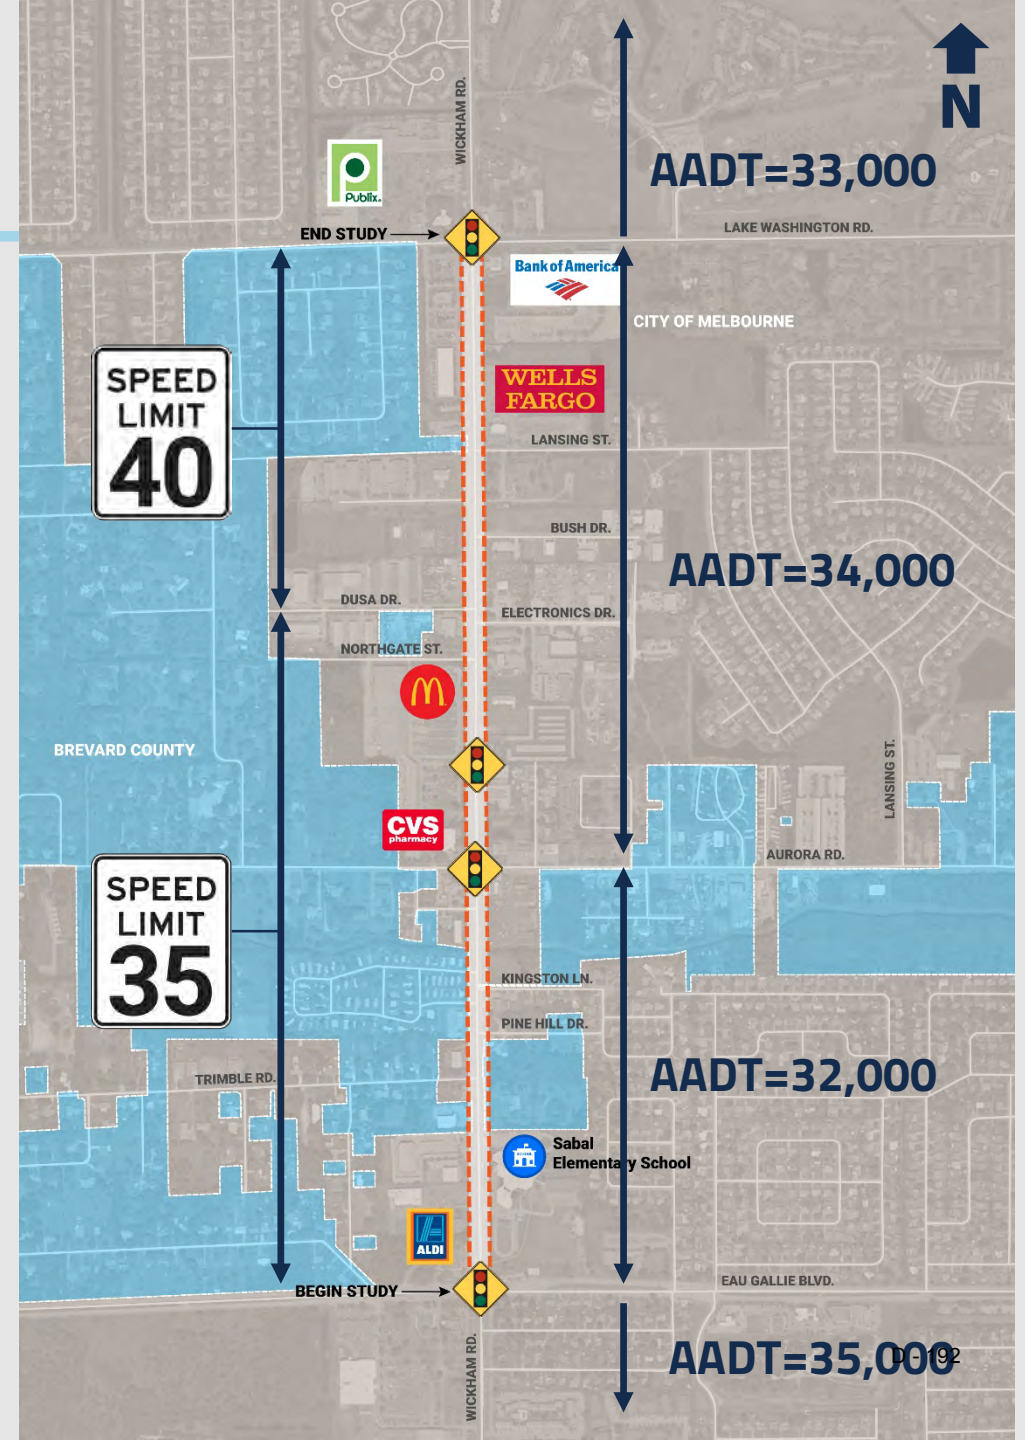 WICKHAM RD.
N
Publix.
AADT=33,000
LAKE WASHINGTON RD.
END STUDY
Bank of America
CITY OF MELBOURNE
SPEED
LIMIT
40
WELLS
FARGO
LANSING ST.
BUSH DR.
AADT=34,000
DUSA DR.
ELECTRONICS DR.
NORTHGATE ST.
BREVARD COUNTY
LANSING ST.
CVS
pharmacy
AURORA RD.
SPEED
LIMIT
35
KINGSTON LN.
PINE HILL DR.
TRIMBLE RD.
AADT=32,000
Sabal
Elementary School
ALDI
EAU GALLIE BLVD.
BEGIN STUDY
WICKHAM RD.
AADT=35,000
D - 192